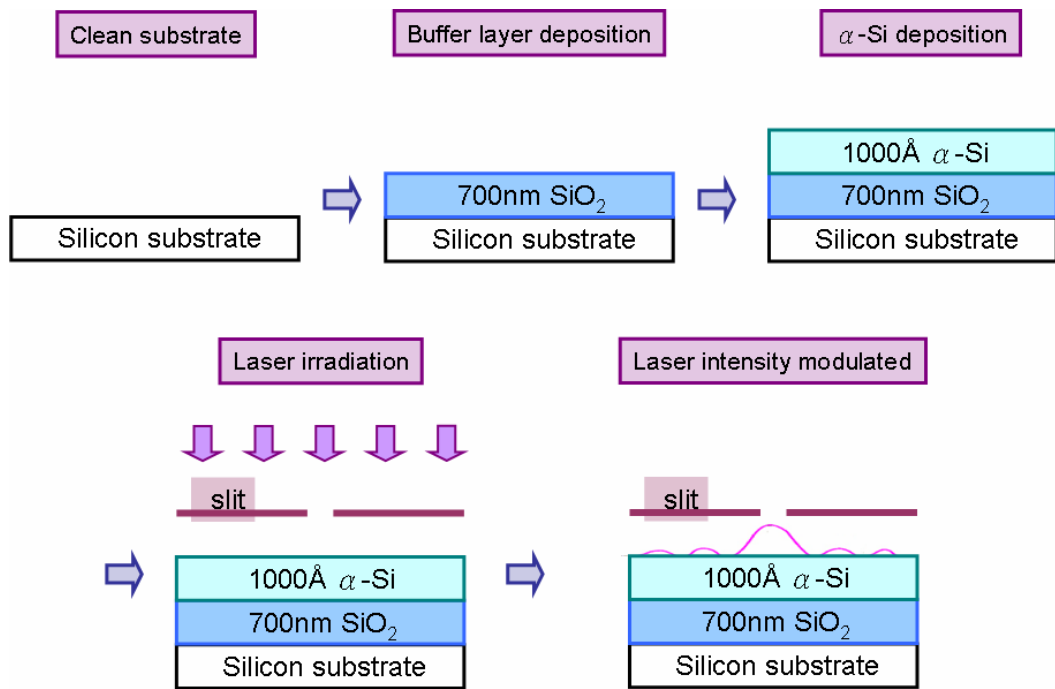 Clean substrate
Buffer layer deposition
α-Si deposition
Silicon substrate
700nm SiO₂
Silicon substrate
1000Å α-Si
700nm SiO₂
Silicon substrate
Laser irradiation
slit
1000Å α-Si
700nm SiO₂
Silicon substrate
Laser intensity modulated
slit
1000Å α-Si
700nm SiO₂
Silicon substrate